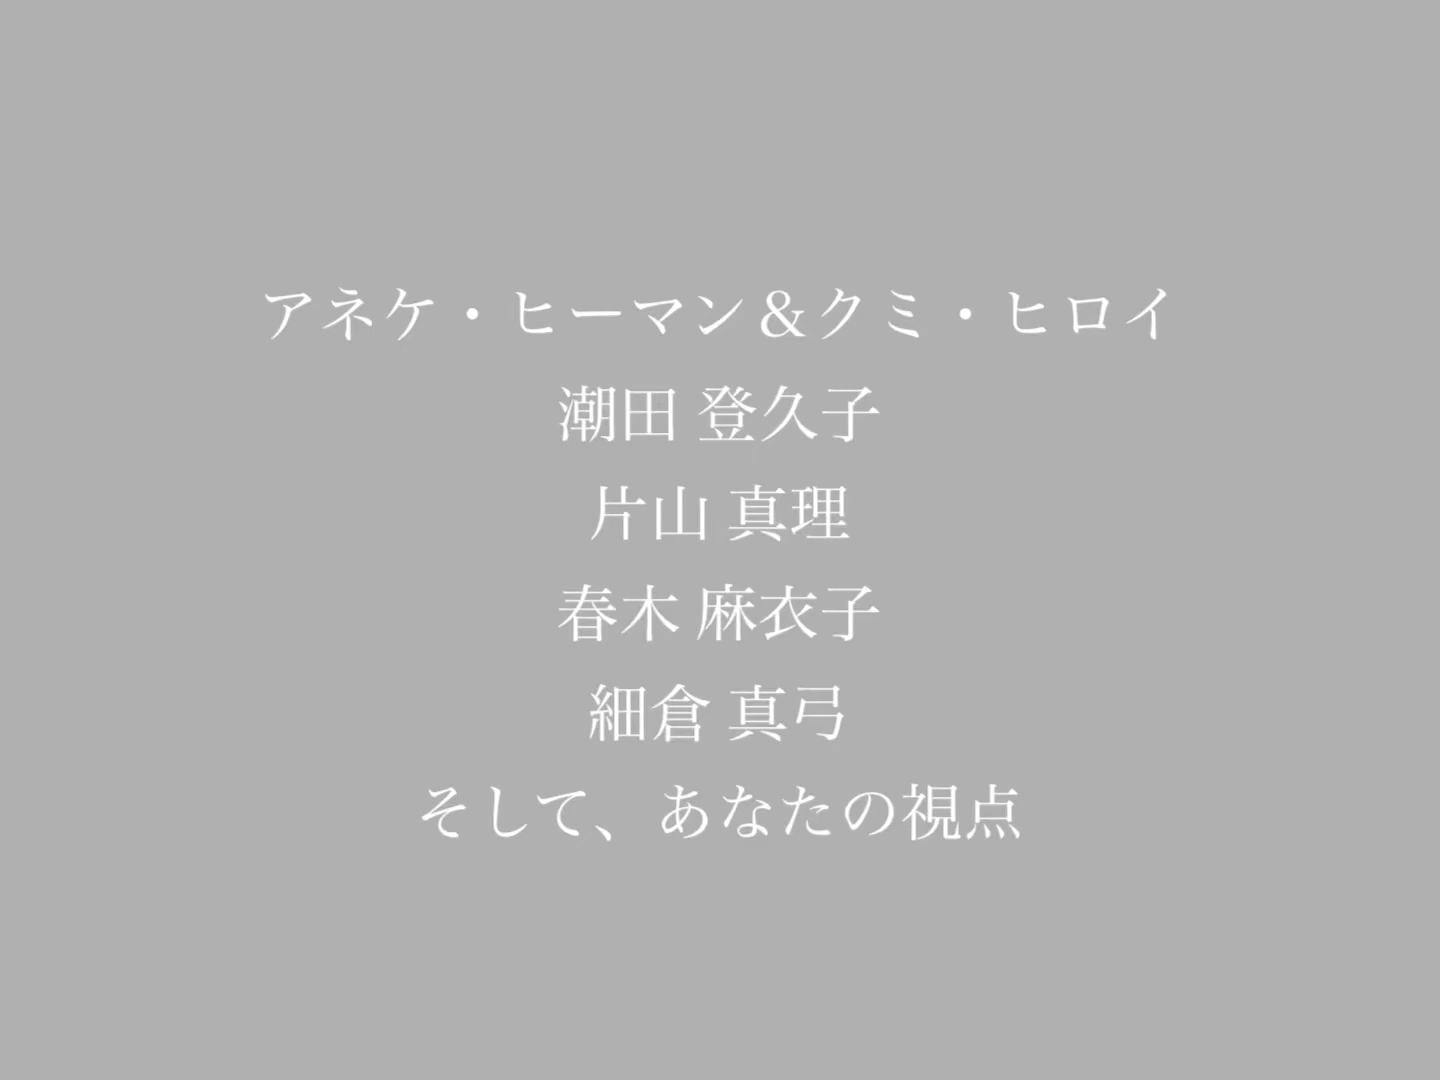 アネケ・ヒーマン＆クミ・ヒロイ
潮田 登久子
片山 真理
春木 麻衣子
細倉 真弓
そして、あなたの視点